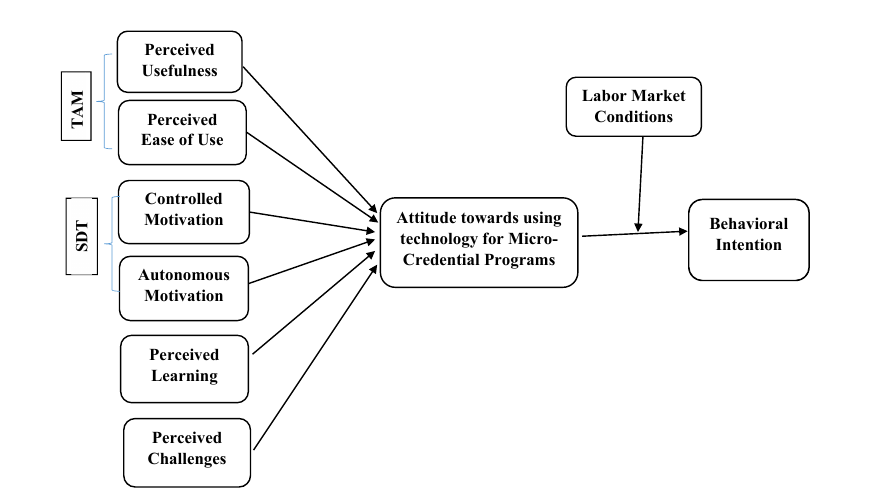 Perceived
Usefulness
TAM
Perceived
Ease of Use
Labor Market
Conditions
Controlled
Motivation
SDT
Autonomous
Motivation
Attitude towards using
technology for Micro-
Credential Programs
Behavioral
Intention
Perceived
Learning
Perceived
Challenges